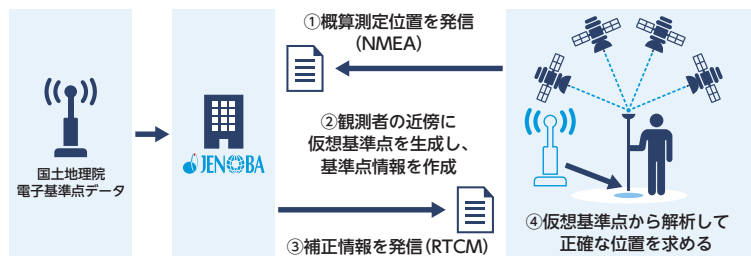 ①概算測定位置を発信
(NMEA)
国土地理院
電子基準点データ
JENOBA
②観測者の近傍に
仮想基準点を生成し、
基準点情報を作成
③補正情報を発信(RTCM)
④仮想基準点から解析して
正確な位置を求める